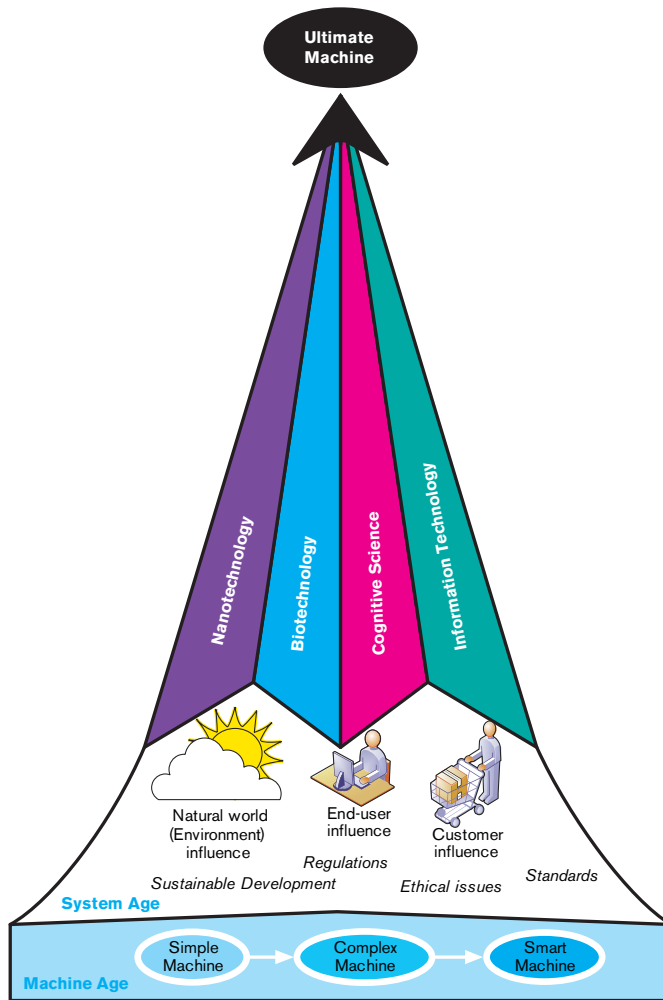 Ultimate
Machine
Nanotechnology
Biotechnology
Cognitive Science
Information Technology
Natural world
(Environment)
influence
End-user
influence
Customer
influence
Regulations
Sustainable Development
Ethical issues
Standards
System Age
Simple
Machine
Complex
Machine
Smart
Machine
Machine Age